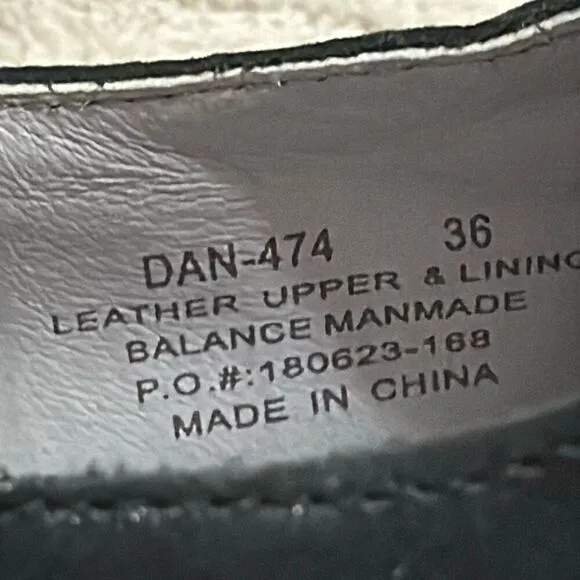 DAN-474 36
LEATHER UPPER & LINING
BALANCE MANMADE
P.O.#:180623-168
MADE IN CHINA